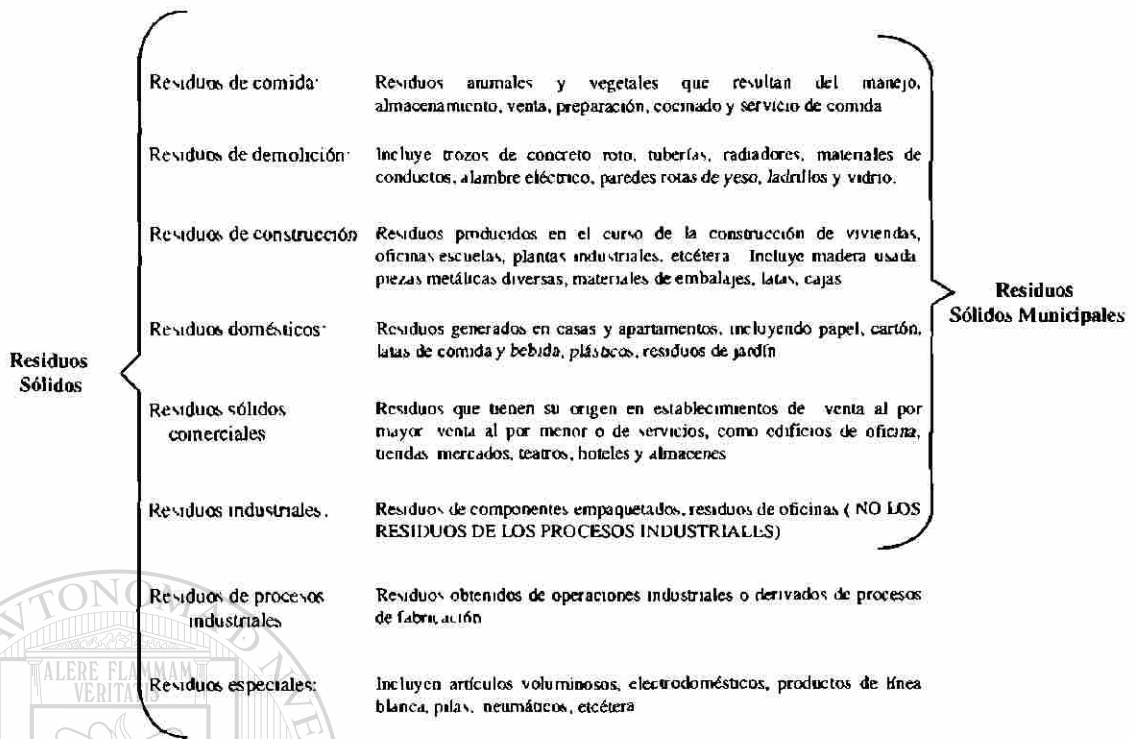 Residuos de comida: Residuos animales y vegetales que resultan del manejo,
almacenamiento, venta, preparación, cocinado y servicio de comida
Residuos de demolición: Incluye trozos de concreto roto, tuberías, radiadores, materiales de
conductos, alambre eléctrico, paredes rotas de yeso, ladrillos y vidrio.
Residuos de construcción Residuos producidos en el curso de la construcción de viviendas,
oficinas escuelas, plantas industriales, etcétera Incluye madera usada
piezas metálicas diversas, materiales de embalajes, latas, cajas
Residuos
Sólidos Municipales
Residuos domésticos: Residuos generados en casas y apartamentos, incluyendo papel, cartón,
latas de comida y bebida, plásticos, residuos de jardín
Residuos
Sólidos
Residuos sólidos
comerciales
Residuos que tienen su origen en establecimientos de venta al por
mayor venta al por menor o de servicios, como edificios de oficina,
tiendas mercados, teatros, hoteles y almacenes
Residuos industriales. Residuos de componentes empaquetados, residuos de oficinas ( NO LOS
RESIDUOS DE LOS PROCESOS INDUSTRIALES)
Residuos de procesos
industriales
Residuos obtenidos de operaciones industriales o derivados de procesos
de fabricación
Residuos especiales: Incluyen artículos voluminosos, electrodomésticos, productos de línea
blanca, pilas, neumáticos, etcétera
ALERE FLAMMAM
VERITATIS